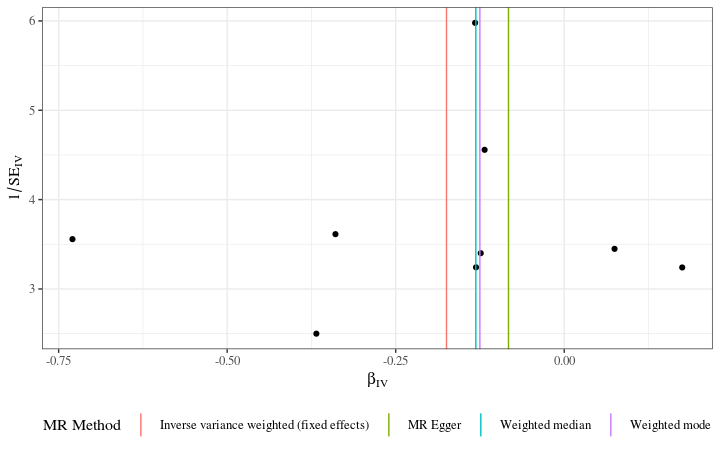 6
5
4
3
1/SE_IV
-0.75 -0.50 -0.25 0.00
β_IV
MR Method Inverse variance weighted (fixed effects) MR Egger Weighted median Weighted mode